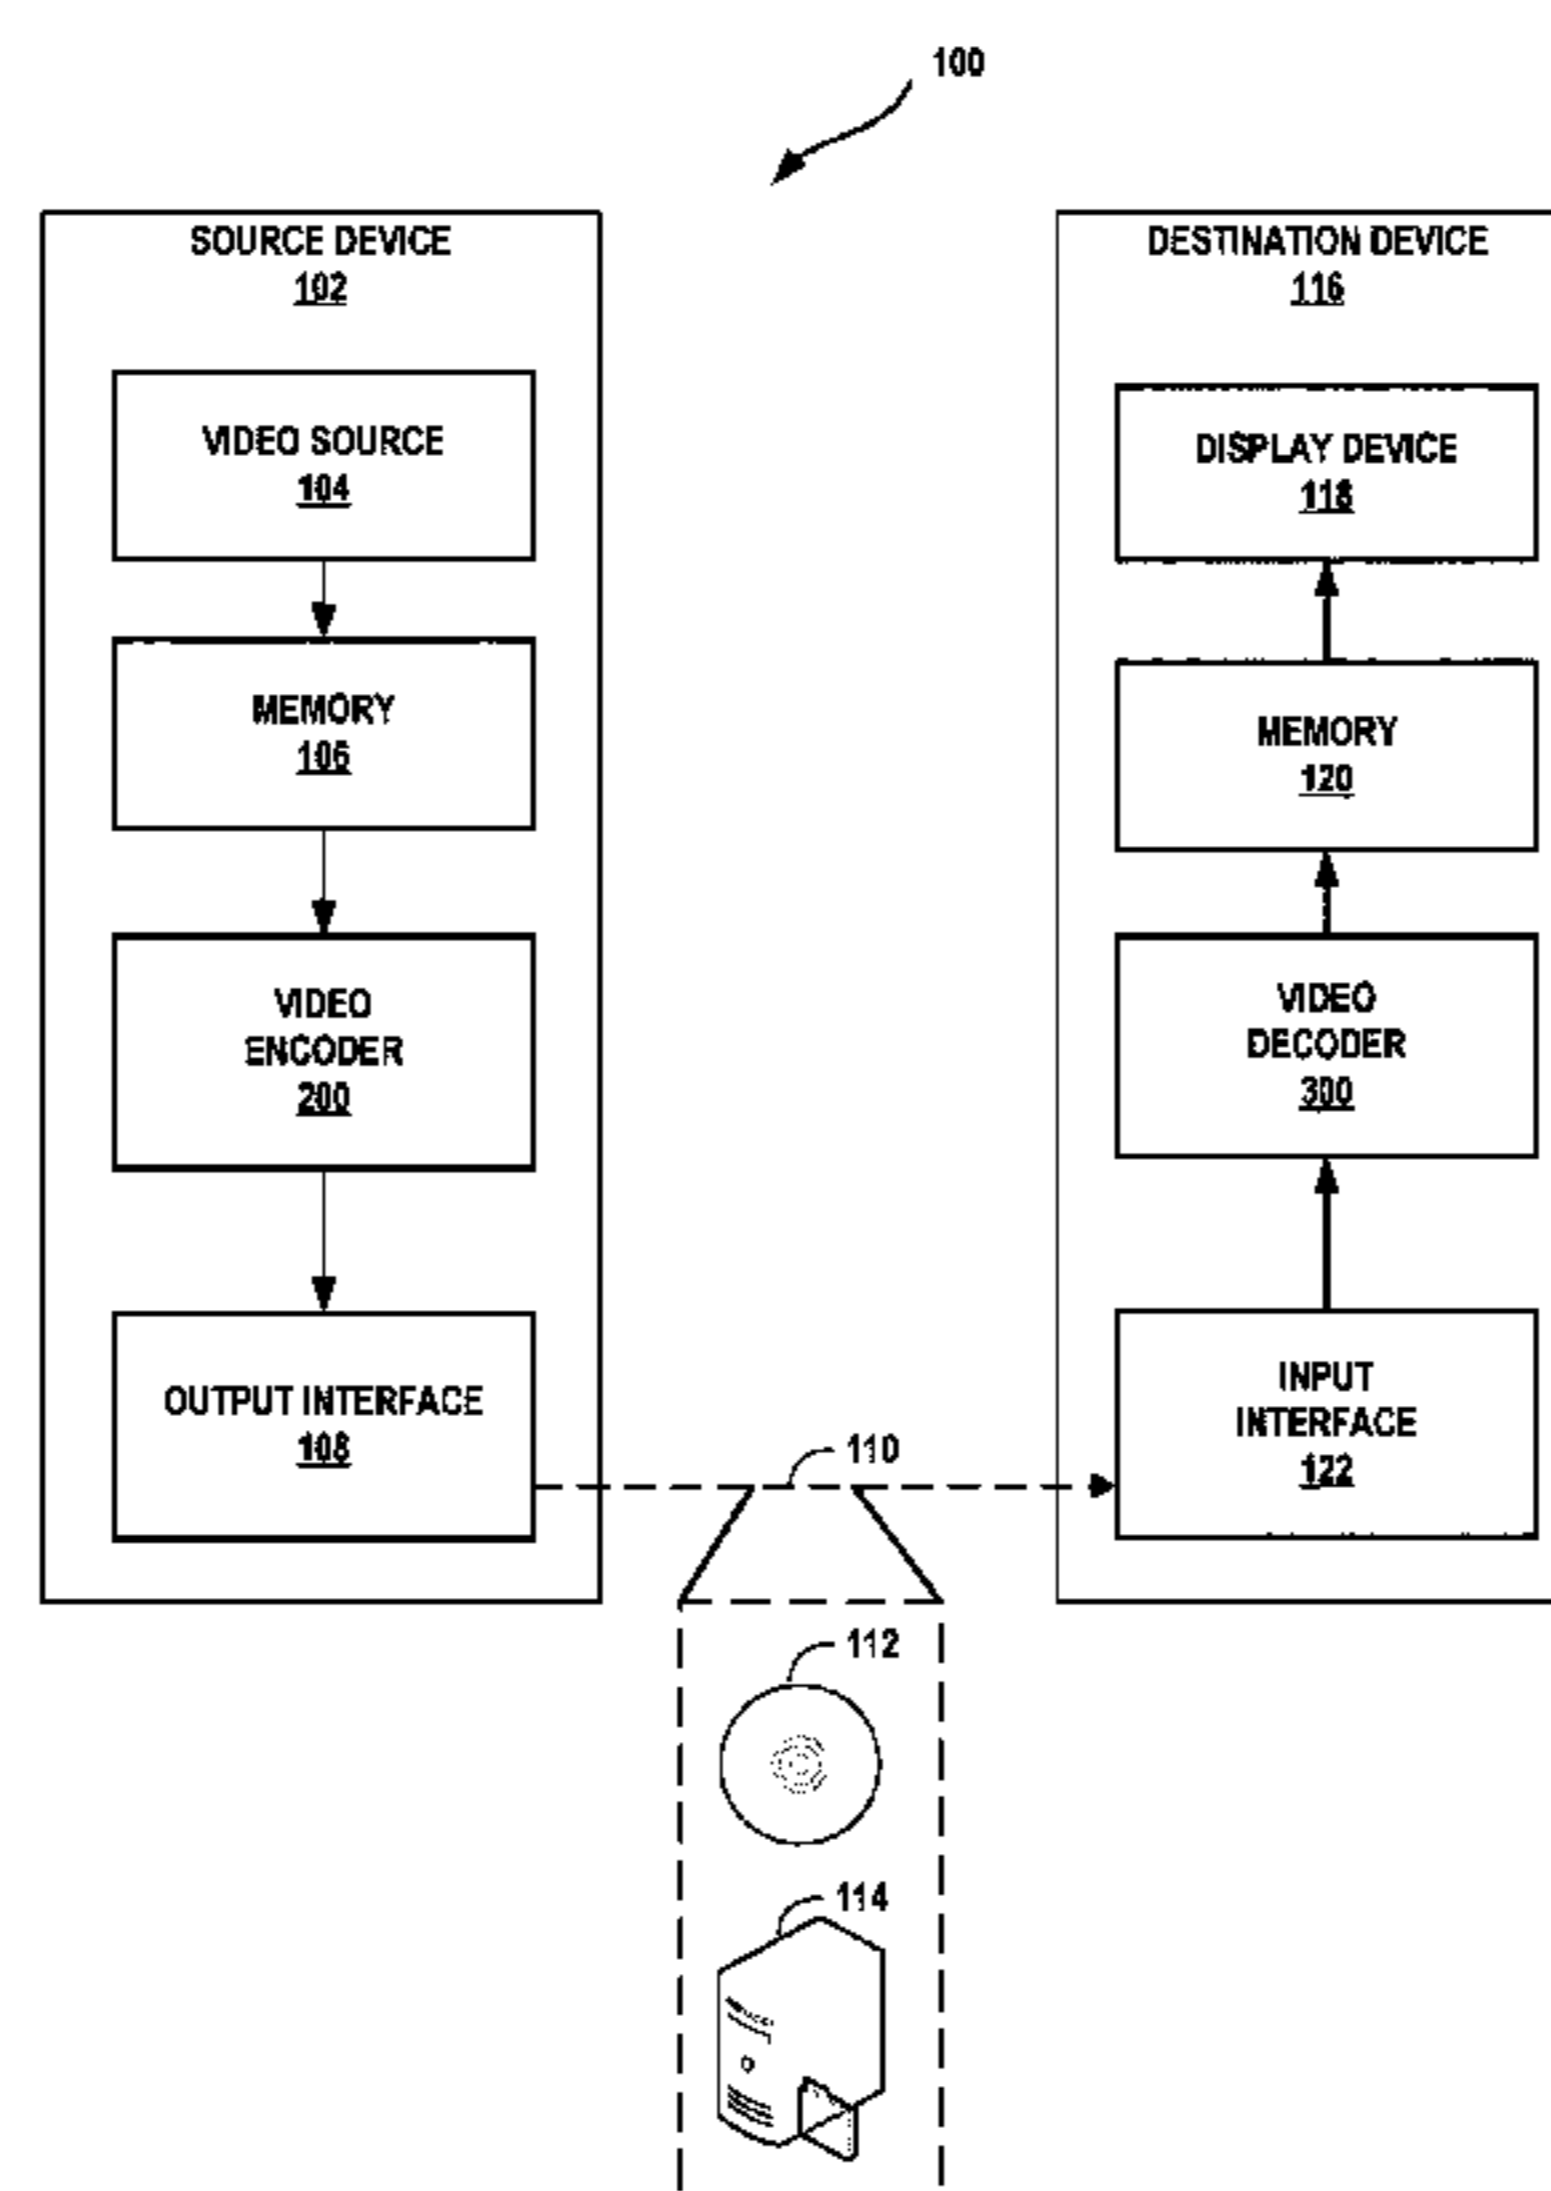 100
SOURCE DEVICE
102
VIDEO SOURCE
104
MEMORY
106
VIDEO
ENCODER
200
OUTPUT INTERFACE
108
DESTINATION DEVICE
116
DISPLAY DEVICE
118
MEMORY
120
VIDEO
DECODER
300
INPUT
INTERFACE
122
110
112
114